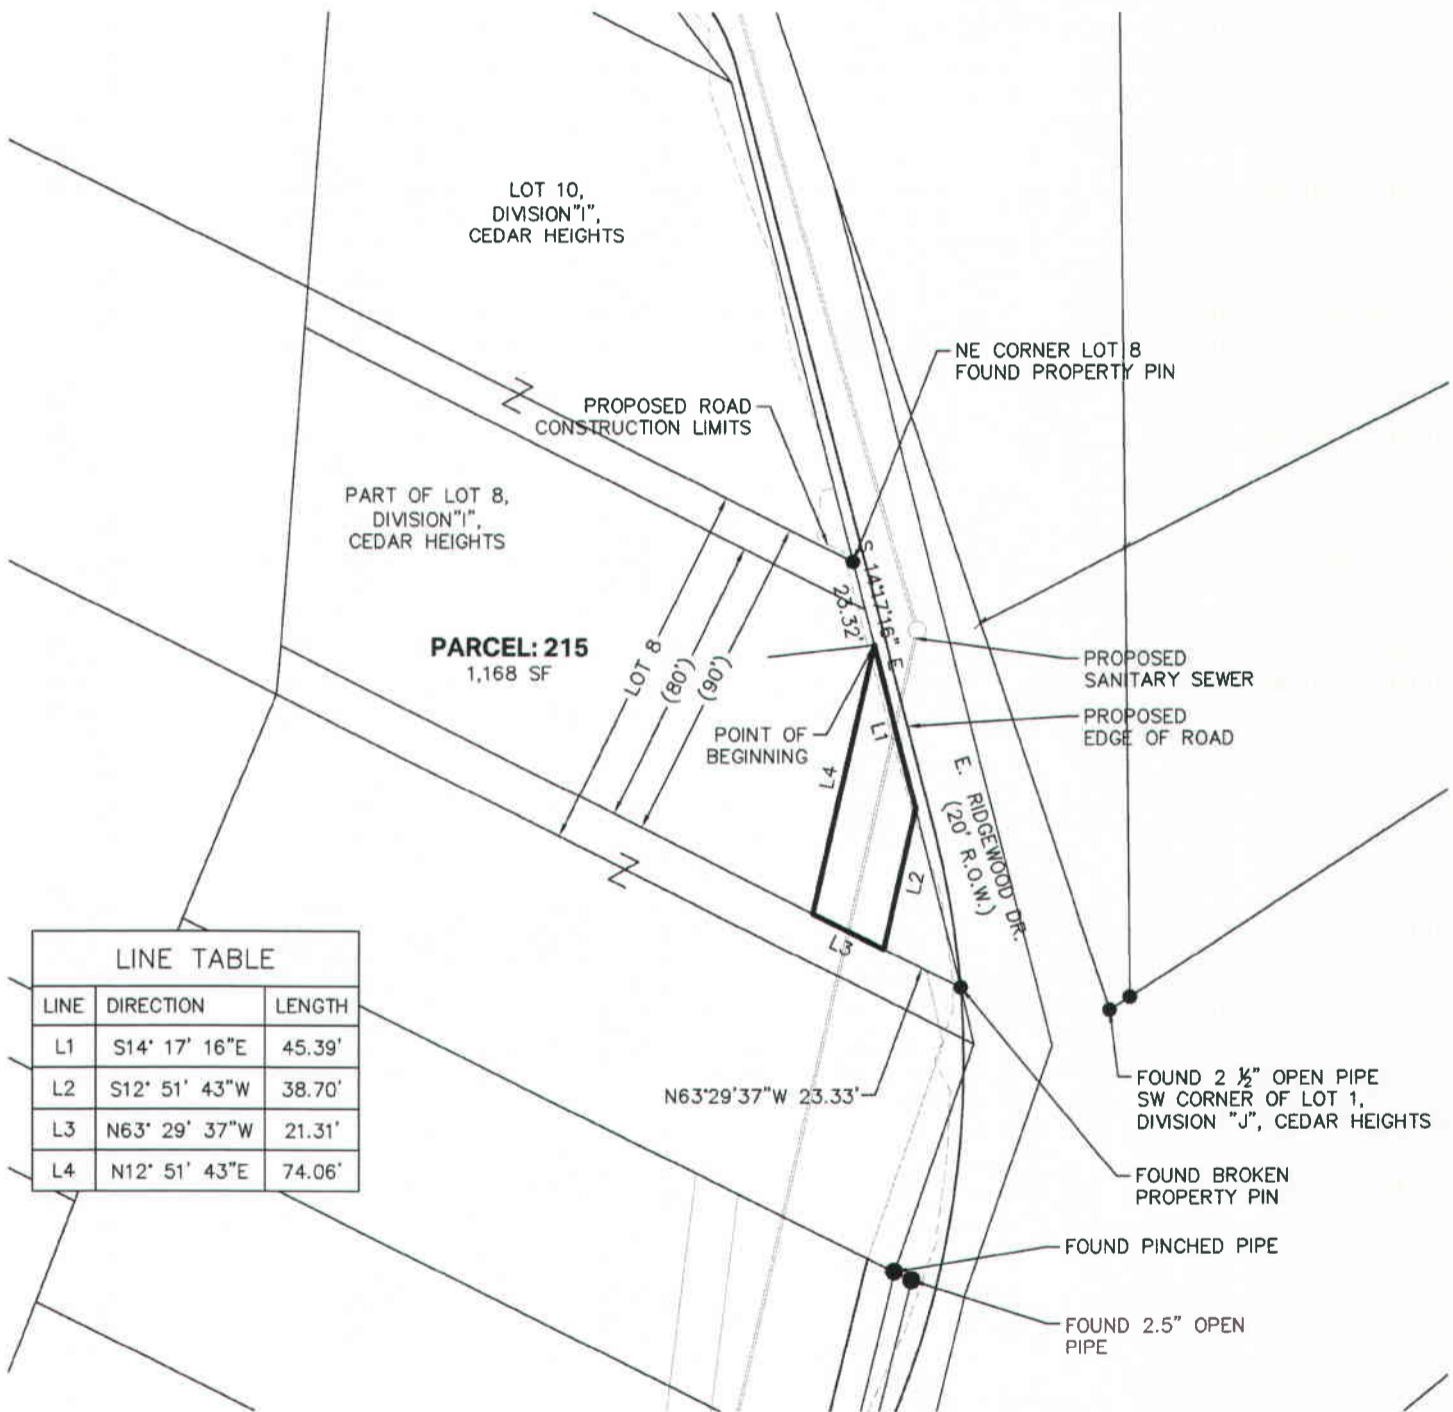 LOT 10,
DIVISION"I",
CEDAR HEIGHTS
NE CORNER LOT 8
FOUND PROPERTY PIN
PROPOSED ROAD
CONSTRUCTION LIMITS
PART OF LOT 8,
DIVISION"I",
CEDAR HEIGHTS
S 14°17'16" E
23.32'
PARCEL: 215
1,168 SF
LOT 8
(80')
(90')
PROPOSED
SANITARY SEWER
PROPOSED
EDGE OF ROAD
POINT OF
BEGINNING
L1
L4
L2
L3
E. RIDGEWOOD DR.
(20' R.O.W.)
LINE TABLE
LINE DIRECTION LENGTH
L1 S14° 17' 16"E 45.39'
L2 S12° 51' 43"W 38.70'
L3 N63° 29' 37"W 21.31'
L4 N12° 51' 43"E 74.06'
N63°29'37"W 23.33'
FOUND 2 ½" OPEN PIPE
SW CORNER OF LOT 1,
DIVISION "J", CEDAR HEIGHTS
FOUND BROKEN
PROPERTY PIN
FOUND PINCHED PIPE
FOUND 2.5" OPEN
PIPE